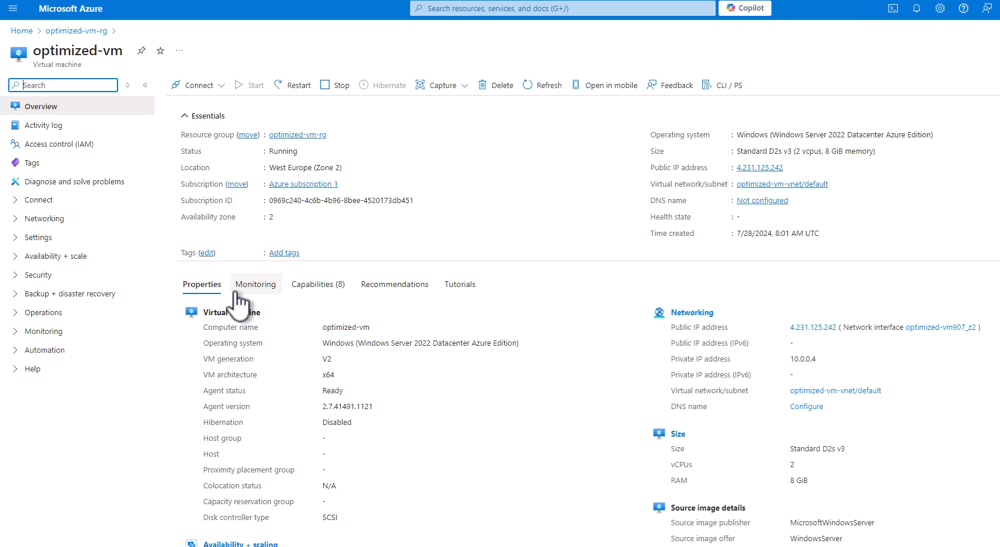 Microsoft Azure
Search resources, services, and docs (G+/)
Copilot
Home > optimized-vm-rg >
optimized-vm
Virtual machine
Search
Connect
Start
Restart
Stop
Hibernate
Capture
Delete
Refresh
Open in mobile
Feedback
CLI / PS
Overview
Activity log
Access control (IAM)
Tags
Diagnose and solve problems
Connect
Networking
Settings
Availability + scale
Security
Backup + disaster recovery
Operations
Monitoring
Automation
Help
Essentials
Resource group (move) : optimized-vm-rg
Status : Running
Location : West Europe (Zone 2)
Subscription (move) : Azure subscription 1
Subscription ID : 0969c240-4c6b-4b96-8bee-4520173db451
Availability zone : 2
Operating system : Windows (Windows Server 2022 Datacenter Azure Edition)
Size : Standard D2s v3 (2 vcpus, 8 GiB memory)
Public IP address : 4.231.125.242
Virtual network/subnet : optimized-vm-vnet/default
DNS name : Not configured
Health state : -
Time created : 7/28/2024, 8:01 AM UTC
Tags (edit) : Add tags
Properties
Monitoring
Capabilities (8)
Recommendations
Tutorials
Computer name optimized-vm
Operating system Windows (Windows Server 2022 Datacenter Azure Edition)
VM generation V2
VM architecture x64
Agent status Ready
Agent version 2.7.41491.1121
Hibernation Disabled
Host group -
Host -
Proximity placement group -
Colocation status N/A
Capacity reservation group -
Disk controller type SCSI
Availability + scaling
Networking
Public IP address 4.231.125.242 ( Network interface optimized-vm907_z2 )
Public IP address (IPv6) -
Private IP address 10.0.0.4
Private IP address (IPv6) -
Virtual network/subnet optimized-vm-vnet/default
DNS name Configure
Size
Size Standard D2s v3
vCPUs 2
RAM 8 GiB
Source image details
Source image publisher MicrosoftWindowsServer
Source image offer WindowsServer